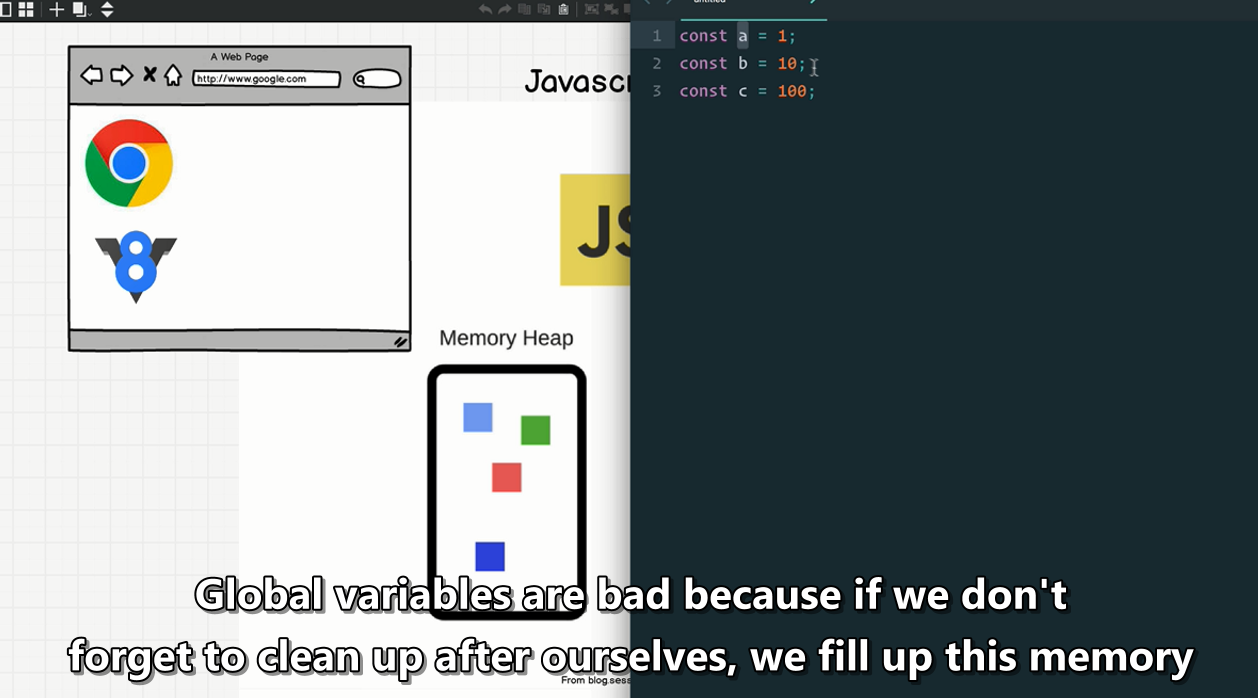 untitled
A Web Page
http://www.google.com
8
Javasc
JS
Memory Heap
1 const a = 1;
2 const b = 10;
3 const c = 100;
Global variables are bad because if we don't
forget to clean up after ourselves, we fill up this memory
From blog.sess